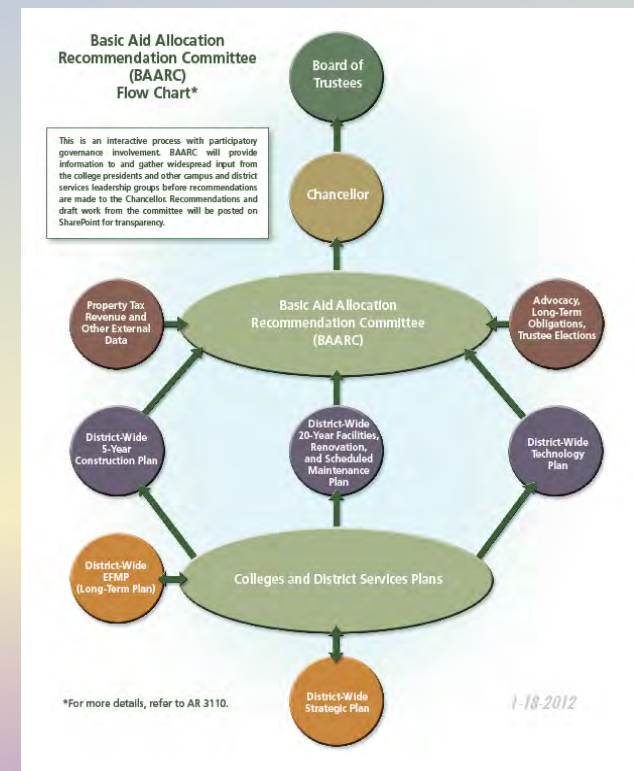 Basic Aid Allocation
Recommendation Committee
(BAARC)
Flow Chart*
Board of
Trustees
This is an interactive process with participatory
governance involvement. BAARC will provide
information to and gather widespread input from
the college presidents and other campus and district
services leadership groups before recommendations
are made to the Chancellor. Recommendations and
draft work from the committee will be posted on
SharePoint for transparency.
Chancellor
Property Tax
Revenue and
Other External
Data
Basic Aid Allocation
Recommendation Committee
(BAARC)
Advocacy,
Long-Term
Obligations,
Trustee Elections
District-Wide
5-Year
Construction Plan
District-Wide
20-Year Facilities,
Renovation,
and Scheduled
Maintenance
Plan
District-Wide
Technology
Plan
District-Wide
EFMP
(Long-Term Plan)
Colleges and District Services Plans
District-Wide
Strategic Plan
*For more details, refer to AR 3110.
1-18-2012